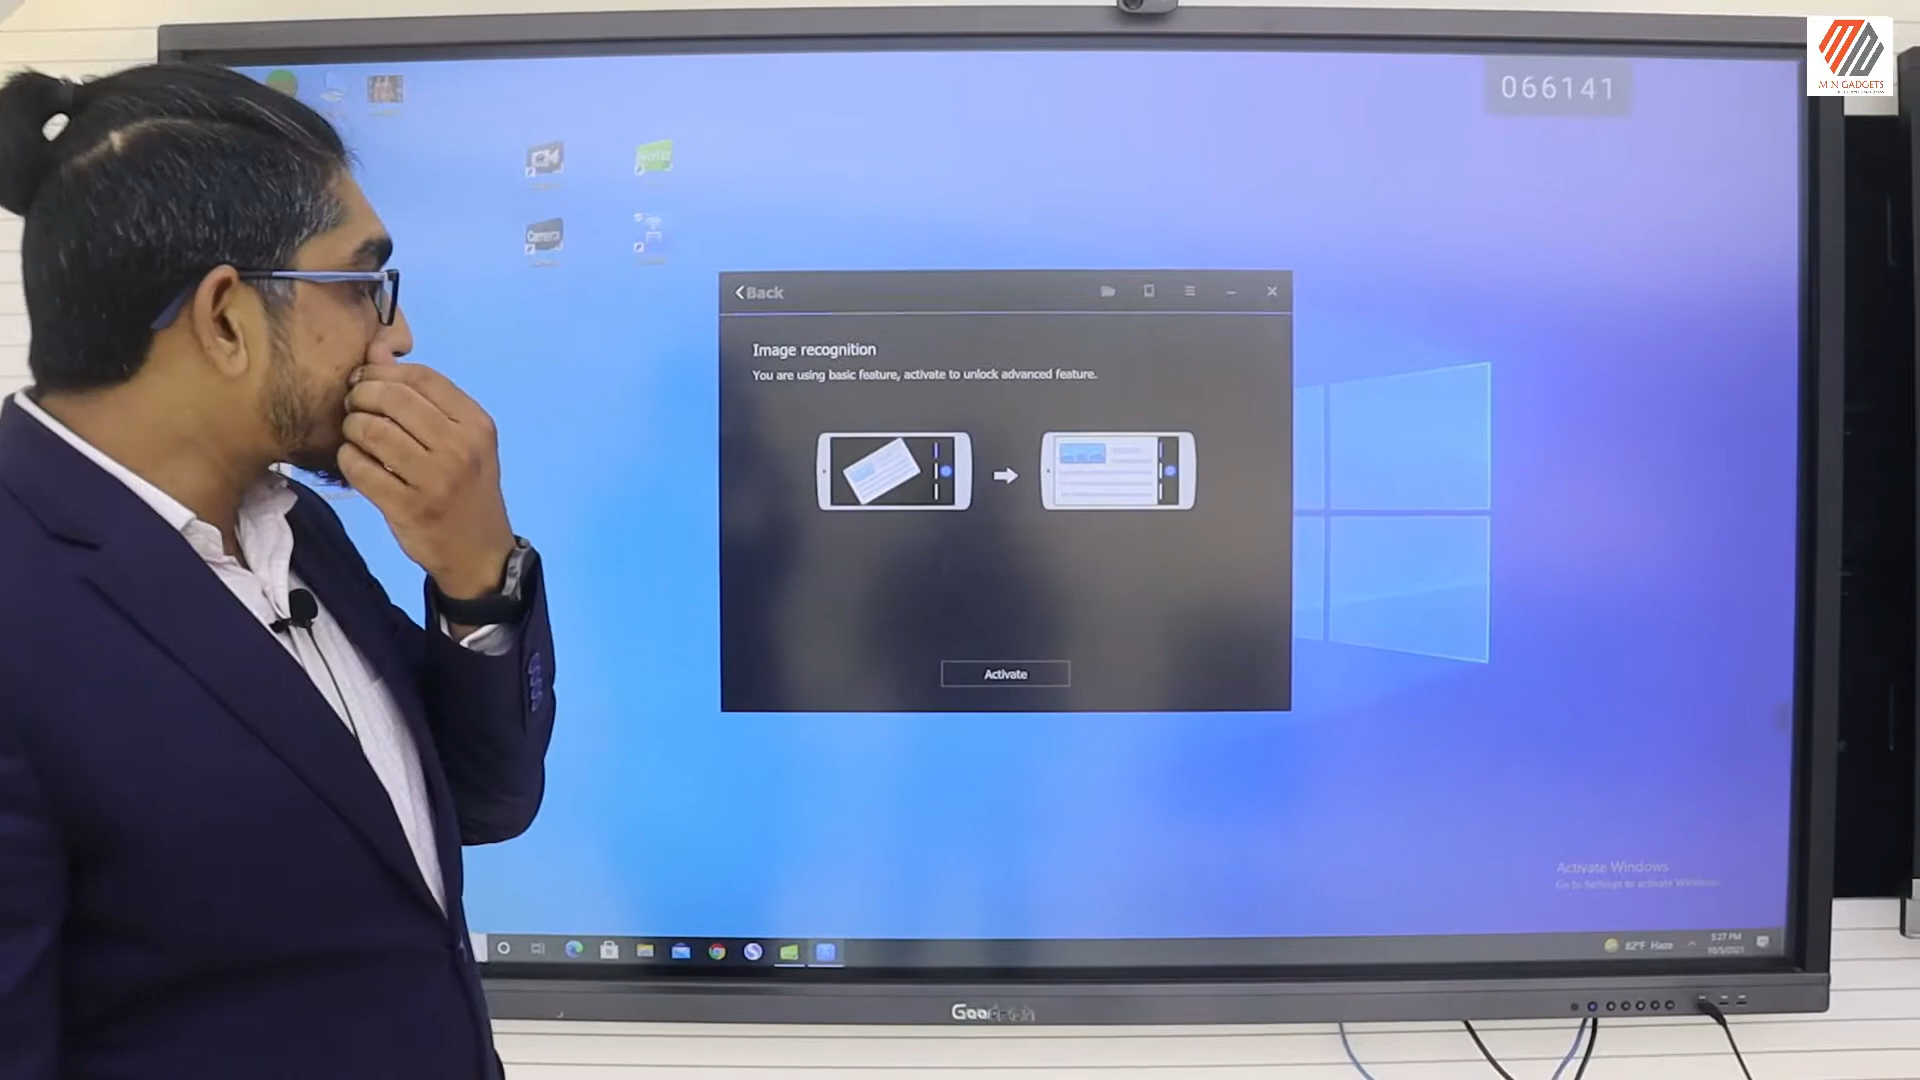 M N GADGETS
066141
Camera
Back
Image recognition
You are using basic feature, activate to unlock advanced feature.
Activate
Activate Windows
Go to Settings to activate Windows.
82°F Haze
5:27 PM
10/5/2021